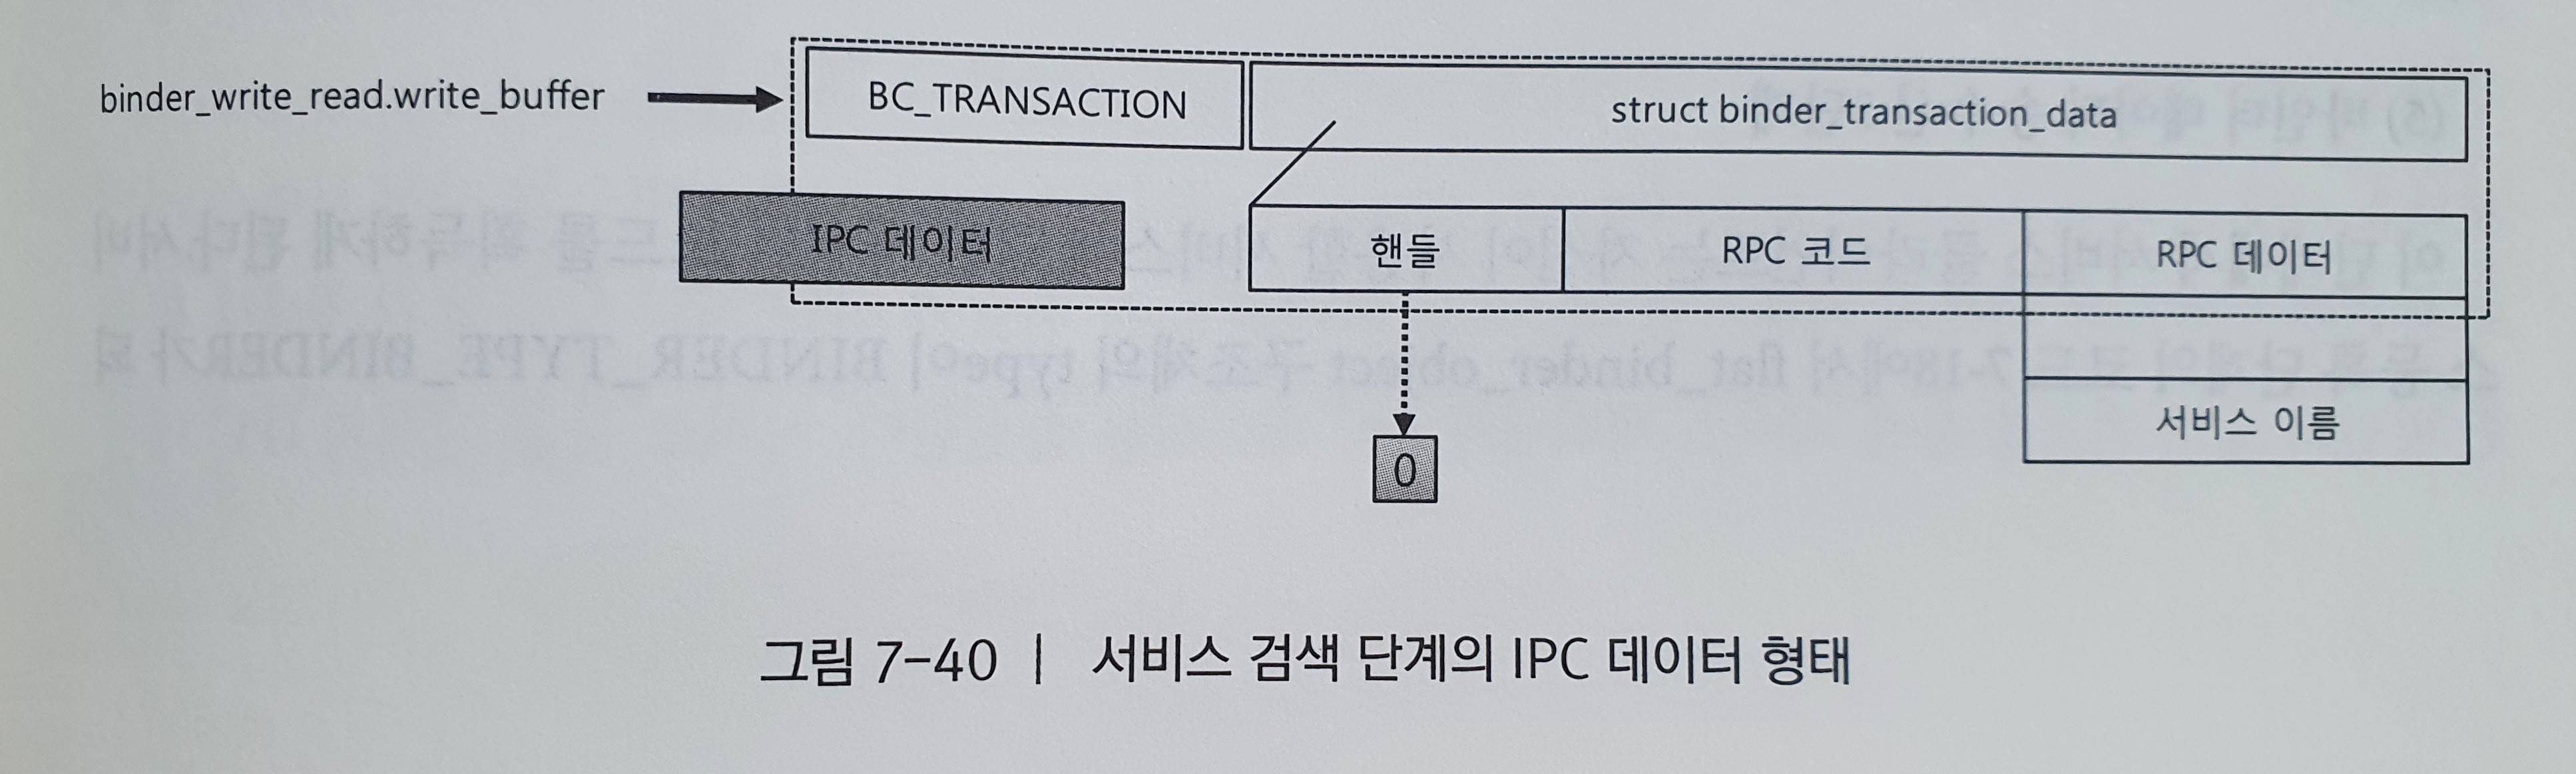 binder_write_read.write_buffer
BC_TRANSACTION
struct binder_transaction_data
IPC 데이터
핸들
RPC 코드
RPC 데이터
0
서비스 이름
그림 7-40 | 서비스 검색 단계의 IPC 데이터 형태